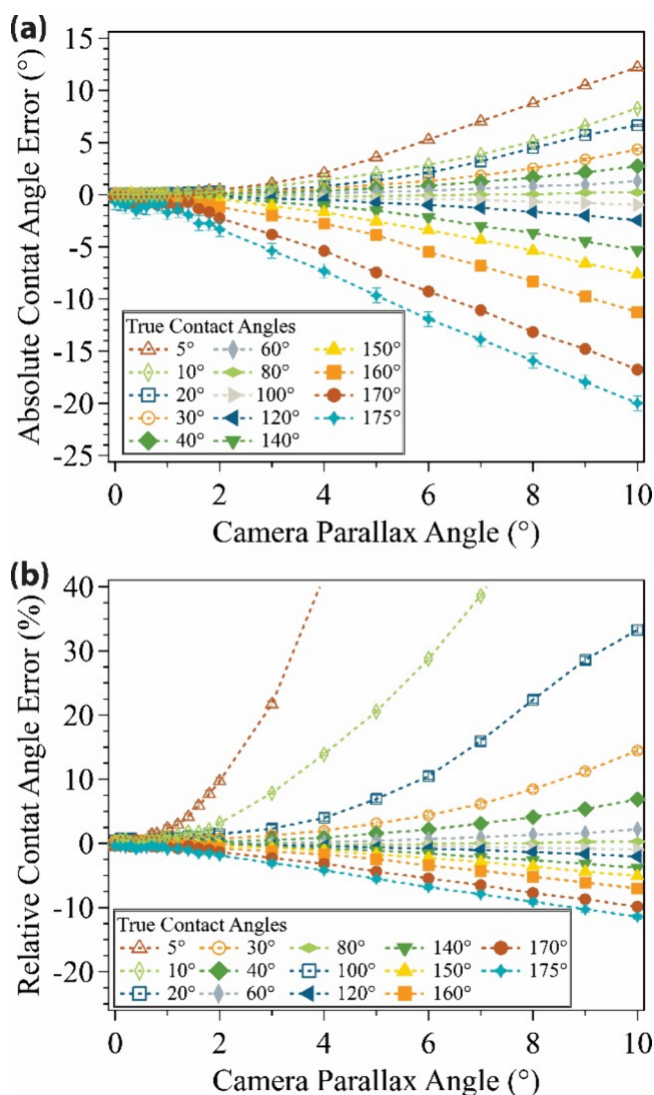 (a)
15
10
5
0
-5
-10
-15
-20
-25
Absolute Contat Angle Error (°)
True Contact Angles
5° 60° 150°
10° 80° 160°
20° 100° 170°
30° 120° 175°
40° 140°
0 2 4 6 8 10
Camera Parallax Angle (°)
(b)
40
30
20
10
0
-10
-20
Relative Contat Angle Error (%)
True Contact Angles
5° 30° 80° 140° 170°
10° 40° 100° 150° 175°
20° 60° 120° 160°
0 2 4 6 8 10
Camera Parallax Angle (°)